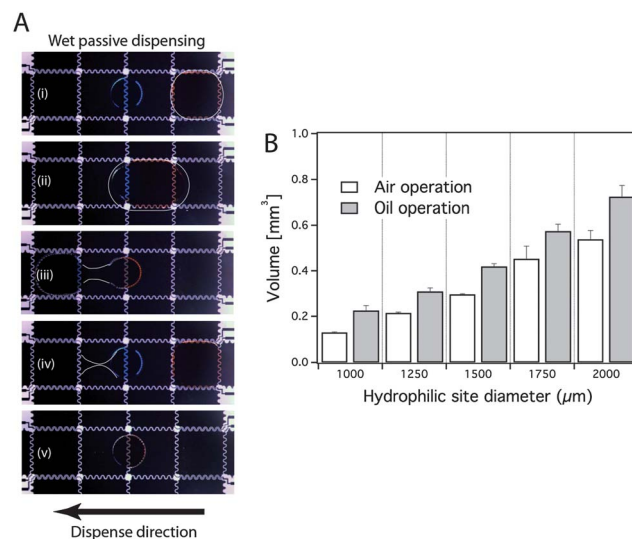 A
Wet passive dispensing
(i)
(ii)
(iii)
(iv)
(v)
Dispense direction
B
1.0
0.8
0.6
0.4
0.2
0.0
Volume [mm³]
Air operation
Oil operation
1000 1250 1500 1750 2000
Hydrophilic site diameter (μm)